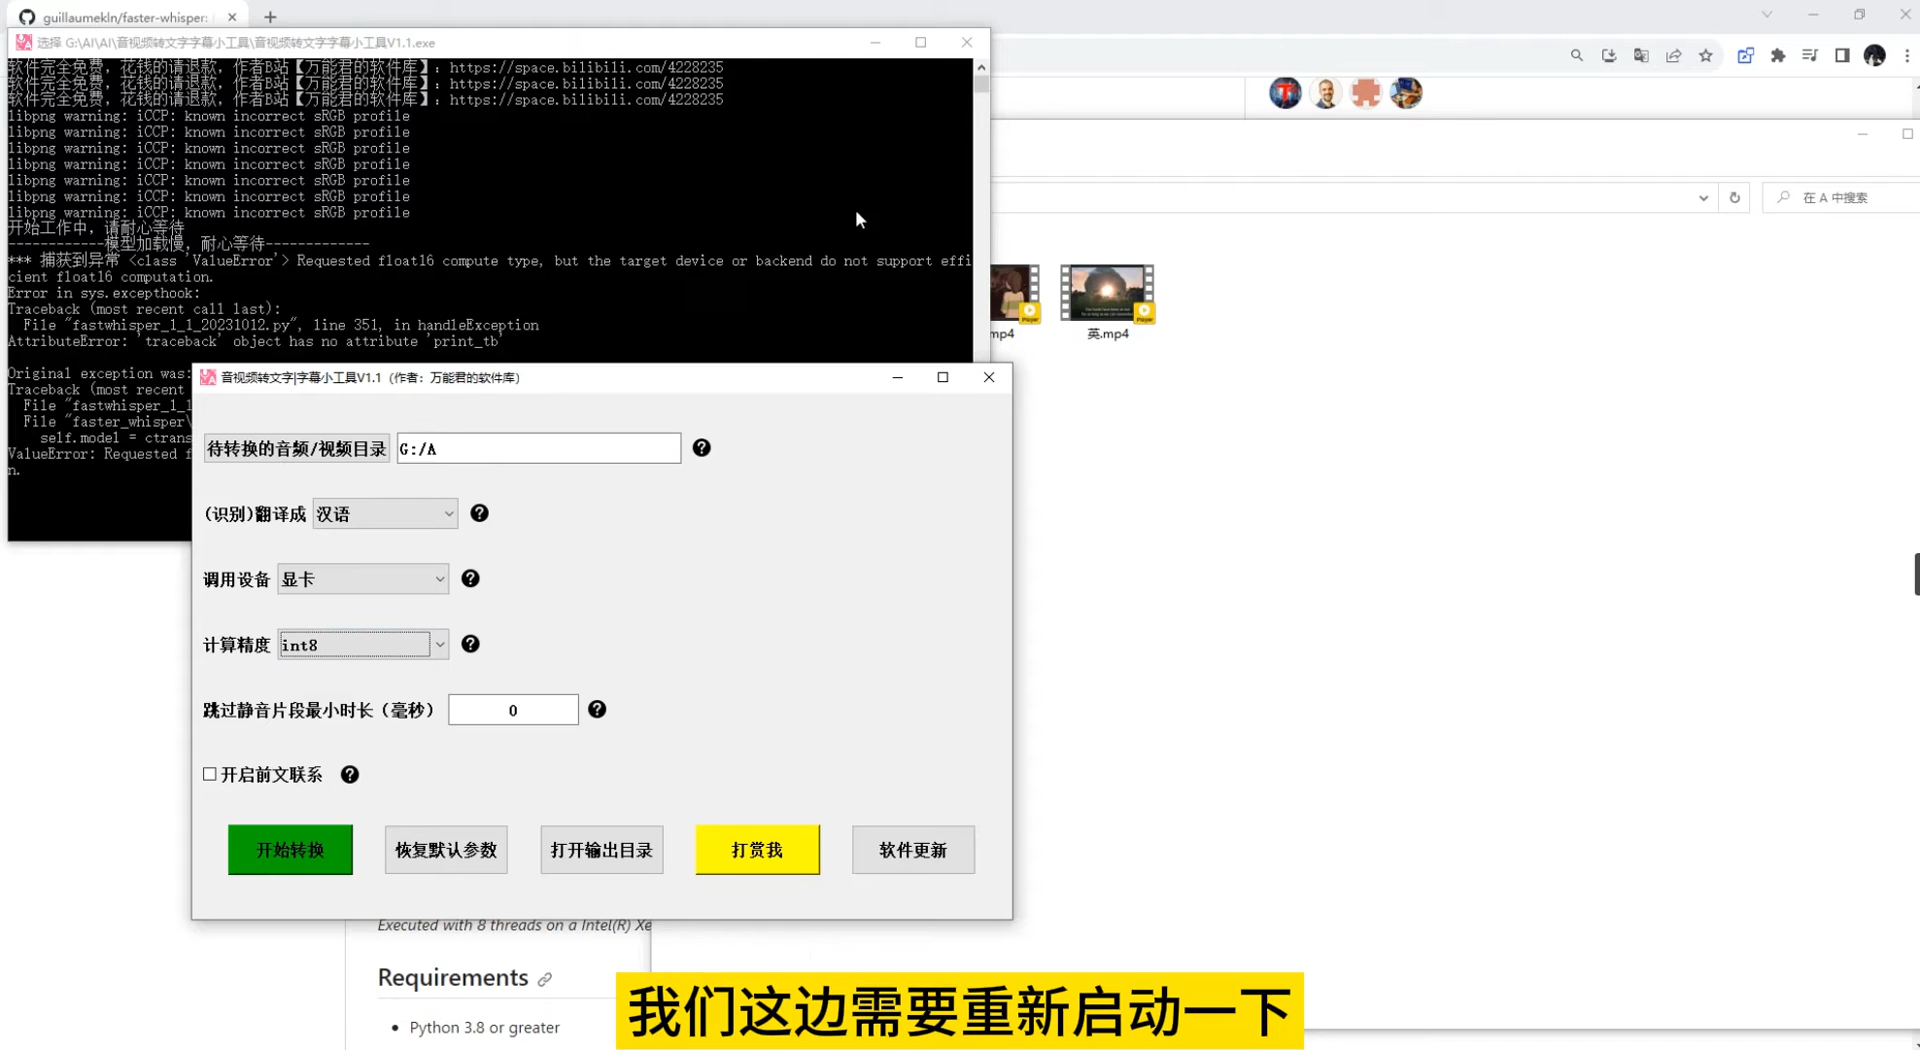 guillaumekln/faster-whisper:
选择 G:\AI\AI\音视频转文字字幕小工具\音视频转文字字幕小工具V1.1.exe
软件完全免费，花钱的请退款，作者B站【万能君的软件库】：https://space.bilibili.com/4228235
软件完全免费，花钱的请退款，作者B站【万能君的软件库】：https://space.bilibili.com/4228235
软件完全免费，花钱的请退款，作者B站【万能君的软件库】：https://space.bilibili.com/4228235
libpng warning: iCCP: known incorrect sRGB profile
libpng warning: iCCP: known incorrect sRGB profile
libpng warning: iCCP: known incorrect sRGB profile
libpng warning: iCCP: known incorrect sRGB profile
libpng warning: iCCP: known incorrect sRGB profile
libpng warning: iCCP: known incorrect sRGB profile
libpng warning: iCCP: known incorrect sRGB profile
开始工作中，请耐心等待
------------模型加载慢，耐心等待-------------
*** 捕获到异常 <class 'ValueError'> Requested float16 compute type, but the target device or backend do not support effi
cient float16 computation.
Error in sys.excepthook:
Traceback (most recent call last):
File "fastwhisper_1_1_20231012.py", line 351, in handleException
AttributeError: 'traceback' object has no attribute 'print_tb'
Original exception was:
Traceback (most recent
File "fastwhisper_1_1
File "faster_whisper\
self.model = ctrans
ValueError: Requested f
n.
在 A 中搜索
mp4
英.mp4
音视频转文字|字幕小工具V1.1（作者：万能君的软件库）
待转换的音频/视频目录 G:/A
(识别)翻译成 汉语
调用设备 显卡
计算精度 int8
跳过静音片段最小时长（毫秒） 0
开启前文联系
开始转换 恢复默认参数 打开输出目录 打赏我 软件更新
Executed with 8 threads on a Intel(R) Xe
Requirements
• Python 3.8 or greater
我们这边需要重新启动一下